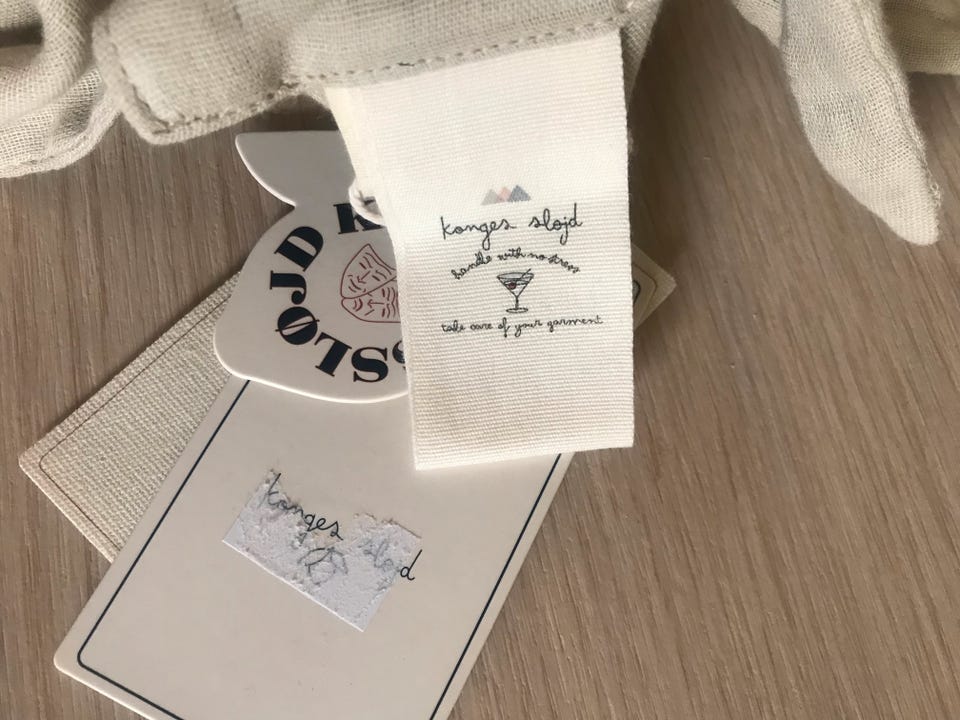 konges sløjd
handle with no stress
take care of your garment
SLØJD K
konges sløjd